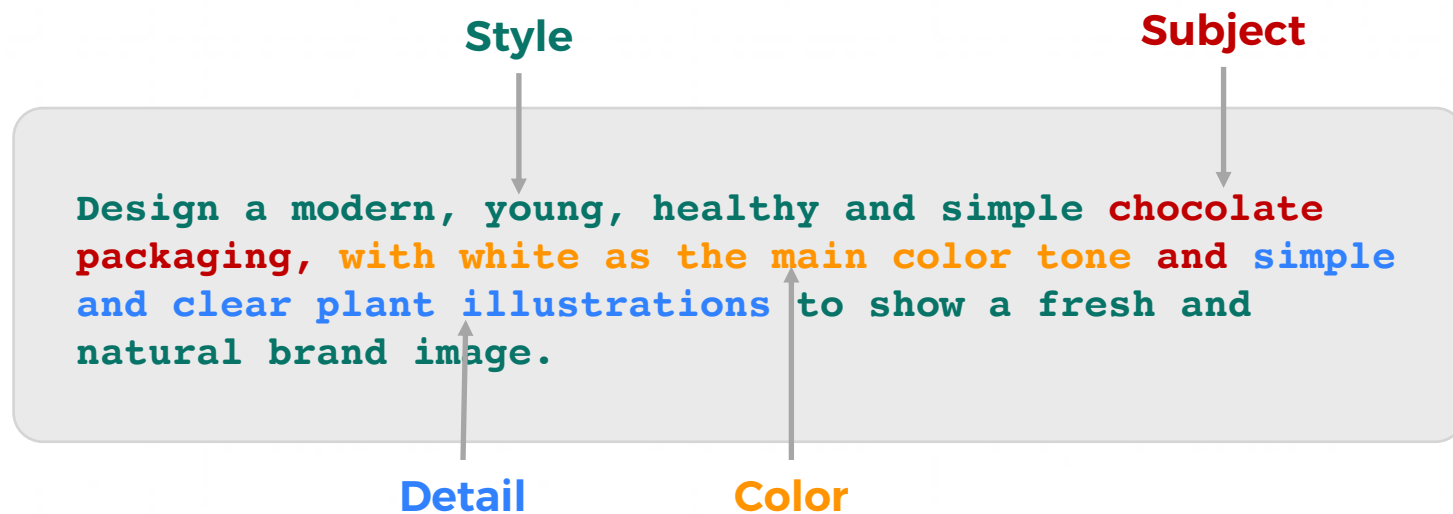 Style
Subject
Design a modern, young, healthy and simple chocolate
packaging, with white as the main color tone and simple
and clear plant illustrations to show a fresh and
natural brand image.
Detail
Color